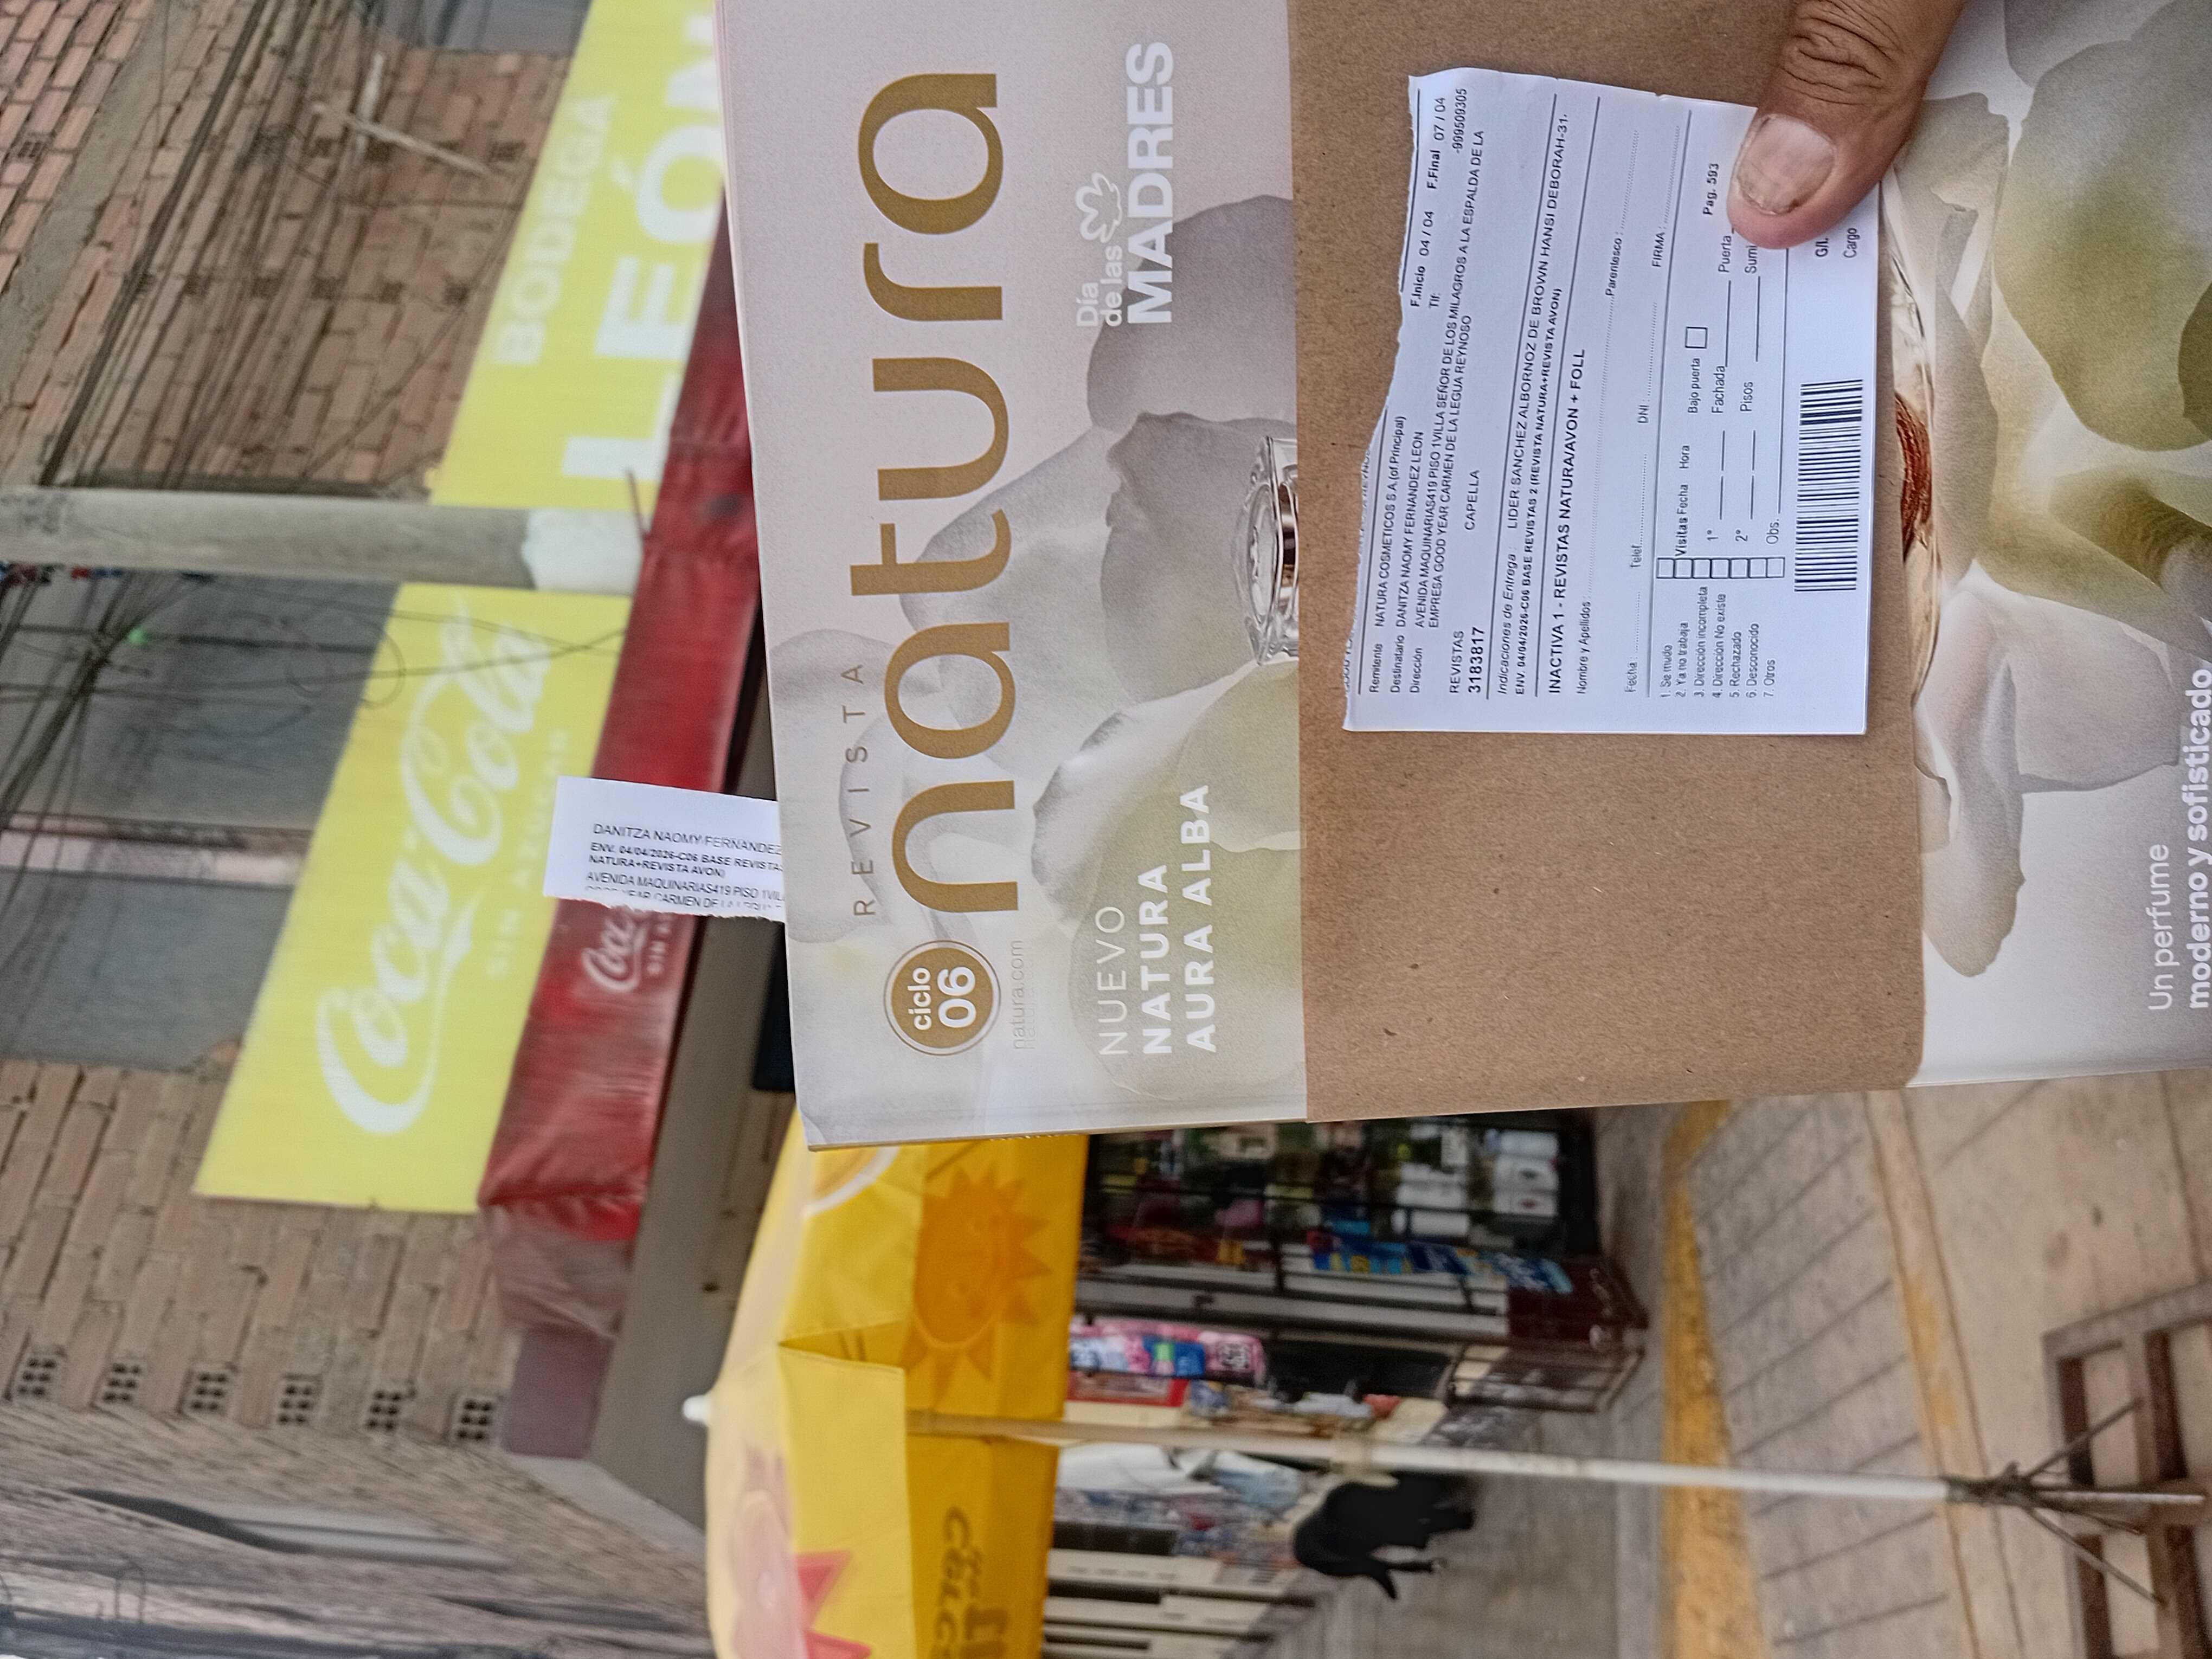 BODEGA
LEÓN
Coca-Cola
SIN AZÚCAR
DANITZA NAOMY FERNANDEZ
ENV. 04/04/2026-C06 BASE REVISTAS
NATURA+REVISTA AVON)
AVENIDA MAQUINARIAS419 PISO 1VIL
REVISTA
natura
ciclo
06
natura.com
Día
de las
MADRES
NUEVO
NATURA
AURA ALBA
Remitente NATURA COSMETICOS S.A.(of.Principal) F.Inicio 04 / 04 F.Final 07 / 04
Destinatario DANITZA NAOMY FERNANDEZ LEON Tlf: -999509305
Dirección AVENIDA MAQUINARIAS419 PISO 1VILLA SEÑOR DE LOS MILAGROS A LA ESPALDA DE LA
EMPRESA GOOD YEAR CARMEN DE LA LEGUA REYNOSO
REVISTAS CAPELLA
3183817
Indicaciones de Entrega LIDER:SANCHEZ ALBORNOZ DE BROWN HANSI DEBORAH-31.
ENV. 04/04/2026-C06 BASE REVISTAS 2 (REVISTA NATURA+REVISTA AVON)
INACTIVA 1 - REVISTAS NATURA/AVON + FOLL
Nombre y Apellidos : Parentesco :
Fecha : Telef. DNI : FIRMA :
1. Se mudo
2. Ya no trabaja
3. Dirección incompleta
4. Dirección No existe
5. Rechazado
6. Desconocido
7. Otros
Visitas Fecha Hora Bajo puerta Pag. 593
1° Fachada Puerta
2° Pisos Sumi
Obs.
G/L
Cargo
Un perfume
moderno y sofisticado